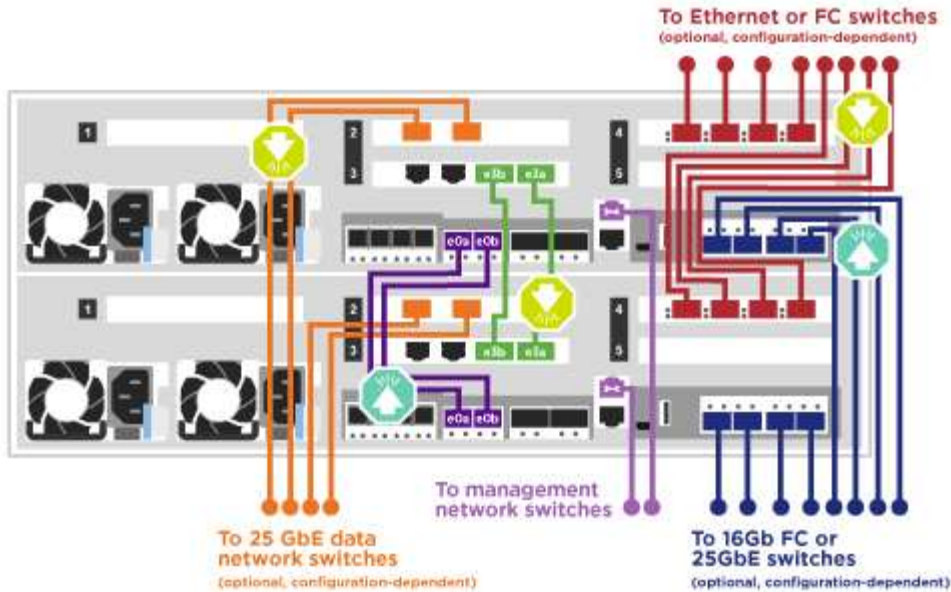 To Ethernet or FC switches
(optional, configuration-dependent)
1
2
4
3
e3b
e3a
5
e0a
e0b
1
2
4
3
e3b
e3a
5
e0a
e0b
To management
network switches
To 25 GbE data
network switches
(optional, configuration-dependent)
To 16Gb FC or
25GbE switches
(optional, configuration-dependent)